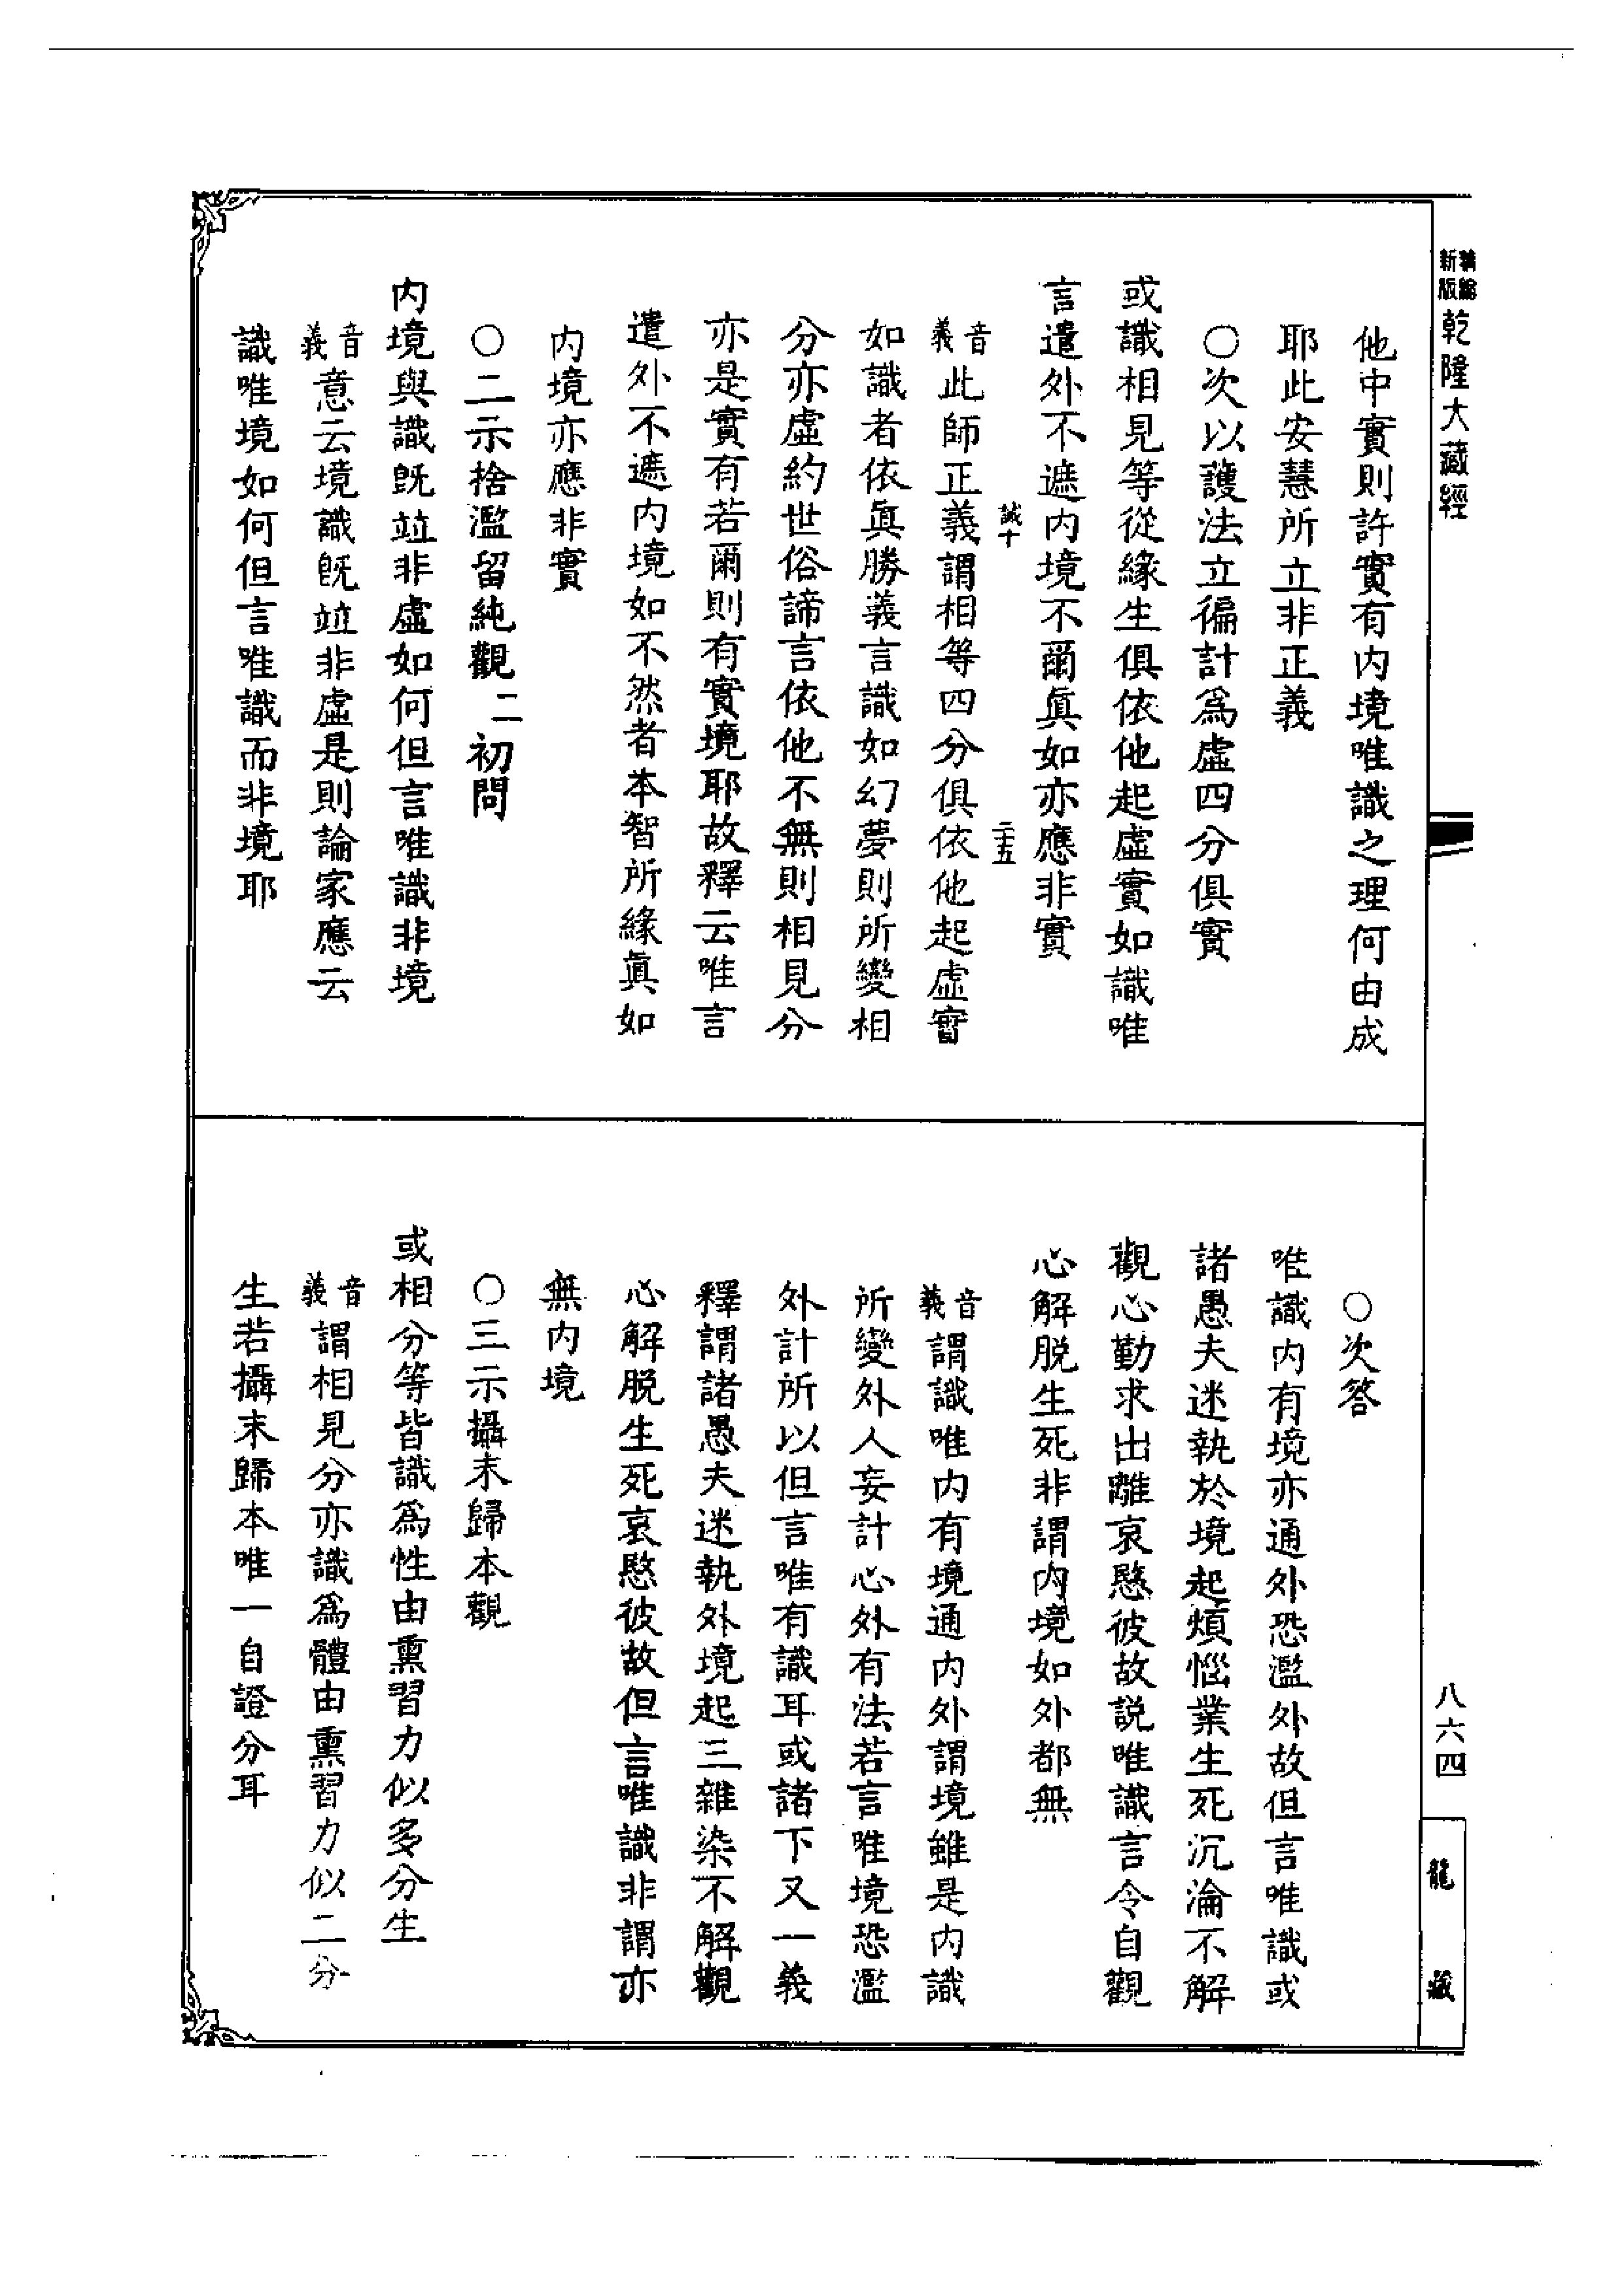 新版
精縮
乾隆大藏經
他中實則許實有內境唯識之理何由成
耶此安慧所立非正義
○次以護法立徧計為虛四分俱實
或識相見等從緣生俱依他起虛實如識唯
言遣外不遮內境不爾眞如亦應非實
誠十
二五
音義此師正義謂相等四分俱依他起虛實
如識者依眞勝義言識如幻夢則所變相
分亦虛約世俗諦言依他不無則相見分
亦是實有若爾則有實境耶故釋云唯言
遣外不遮內境如不然者本智所緣眞如
內境亦應非實
○二示捨濫留純觀二初問
內境與識旣竝非虛如何但言唯識非境
音義意云境識旣竝非虛是則論家應云
識唯境如何但言唯識而非境耶
○次答
唯識內有境亦通外恐濫外故但言唯識或
諸愚夫迷執於境起煩惱業生死沉淪不解
觀心勤求出離哀愍彼故説唯識言令自觀
心解脱生死非謂內境如外都無
音義謂識唯內有境通內外謂境雖是內識
所變外人妄計心外有法若言唯境恐濫
外計所以但言唯有識耳或諸下又一義
釋謂諸愚夫迷執外境起三雜染不解觀
心解脱生死哀愍彼故但言唯識非謂亦
無內境
○三示攝末歸本觀
或相分等皆識為性由熏習力似多分生
音義謂相見分亦識為體由熏習力似二分
生若攝末歸本唯一自證分耳
八六四
龍藏